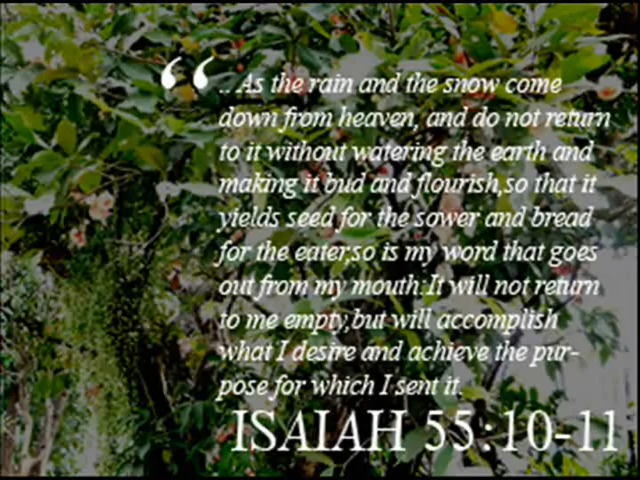 “ ...As the rain and the snow come
down from heaven, and do not return
to it without watering the earth and
making it bud and flourish,so that it
yields seed for the sower and bread
for the eater;so is my word that goes
out from my mouth:It will not return
to me empty,but will accomplish
what I desire and achieve the pur-
pose for which I sent it.
ISAIAH 55:10-11